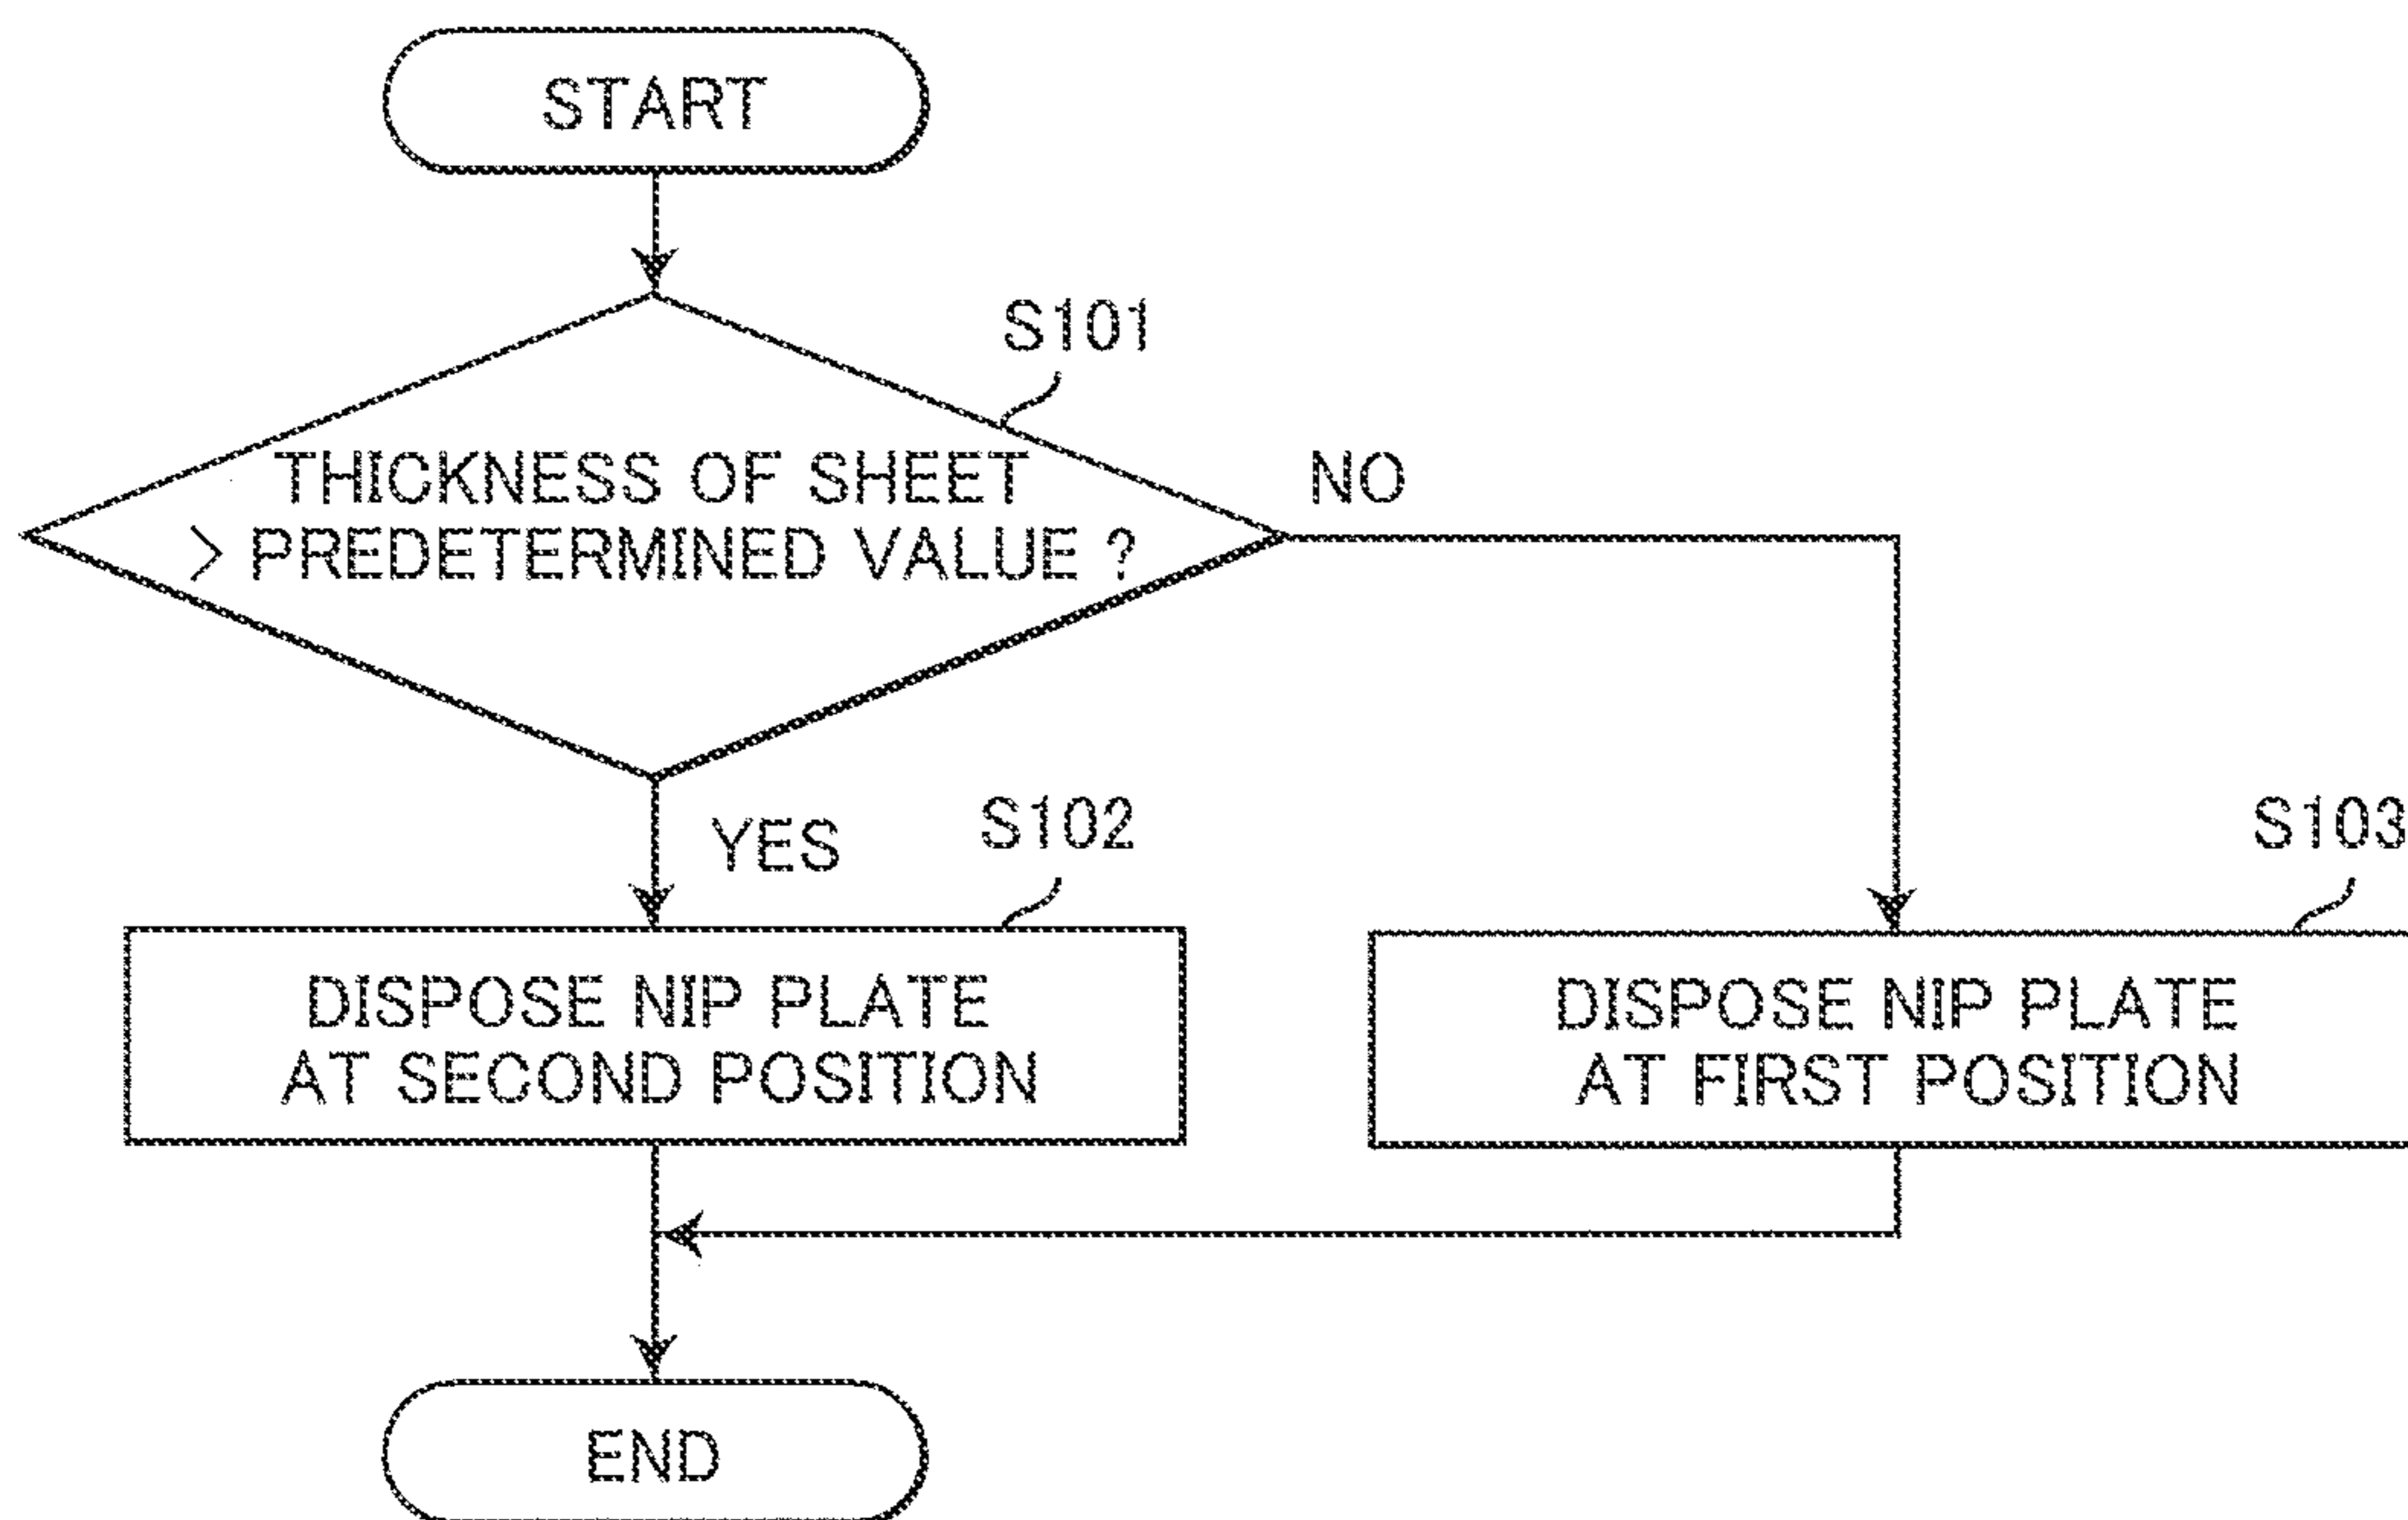 START
S101
THICKNESS OF SHEET
> PREDETERMINED VALUE ?
NO
YES
S102
S103
DISPOSE NIP PLATE
AT SECOND POSITION
DISPOSE NIP PLATE
AT FIRST POSITION
END